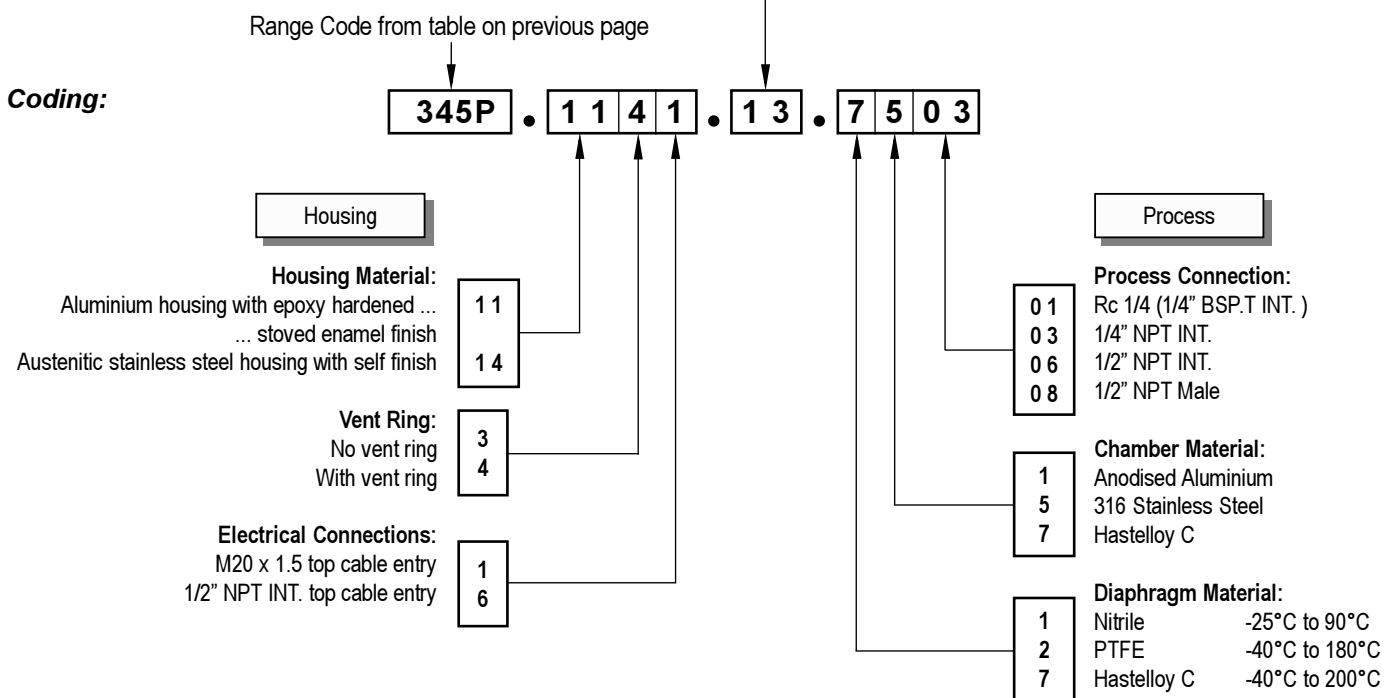 Range Code from table on previous page
Coding:
345P . 1 1 4 1 . 1 3 . 7 5 0 3
Housing
Housing Material:
Aluminium housing with epoxy hardened ... 1 1
... stoved enamel finish
Austenitic stainless steel housing with self finish 1 4
Vent Ring:
No vent ring 3
With vent ring 4
Electrical Connections:
M20 x 1.5 top cable entry 1
1/2” NPT INT. top cable entry 6
Process
Process Connection:
0 1 Rc 1/4 (1/4” BSP.T INT. )
0 3 1/4” NPT INT.
0 6 1/2” NPT INT.
0 8 1/2” NPT Male
Chamber Material:
1 Anodised Aluminium
5 316 Stainless Steel
7 Hastelloy C
Diaphragm Material:
1 Nitrile -25°C to 90°C
2 PTFE -40°C to 180°C
7 Hastelloy C -40°C to 200°C